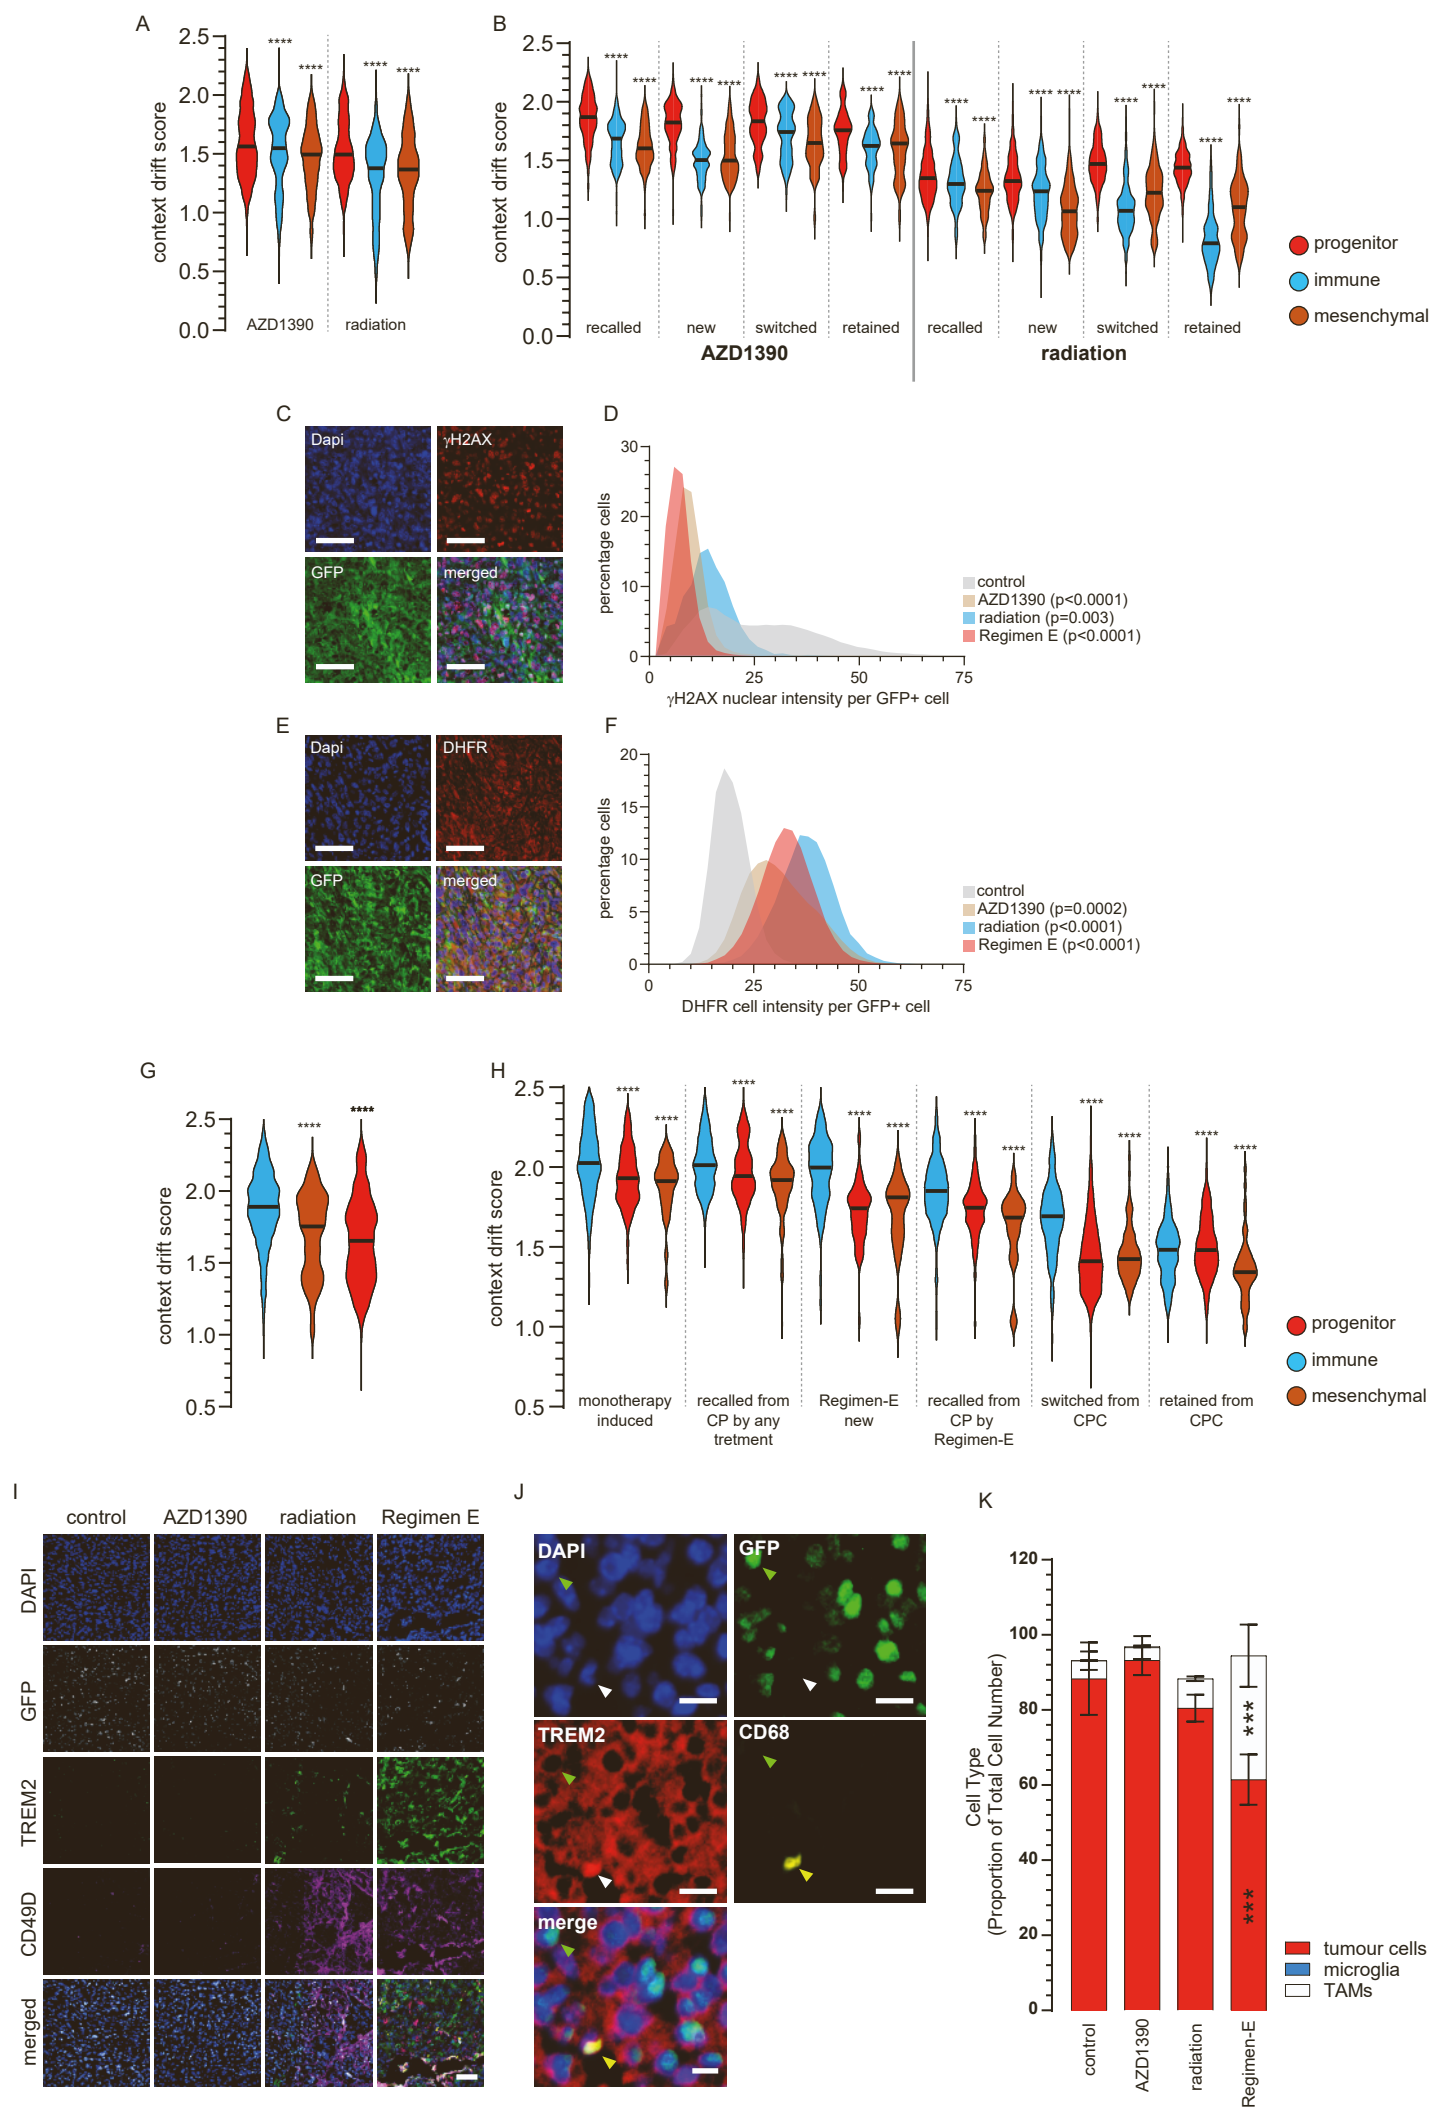 A
context drift score
2.5
2.0
1.5
1.0
0.5
0.0
**** **** **** ****
AZD1390 radiation
B
context drift score
2.5
2.0
1.5
1.0
0.5
0.0
**** **** **** **** **** **** **** **** **** **** **** **** **** **** **** ****
recalled new switched retained recalled new switched retained
AZD1390 radiation
progenitor
immune
mesenchymal
C
Dapi γH2AX
GFP merged
D
percentage cells
30
20
10
0
0 25 50 75
γH2AX nuclear intensity per GFP+ cell
control
AZD1390 (p<0.0001)
radiation (p=0.003)
Regimen E (p<0.0001)
E
Dapi DHFR
GFP merged
F
percentage cells
20
15
10
5
0
0 25 50 75
DHFR cell intensity per GFP+ cell
control
AZD1390 (p=0.0002)
radiation (p<0.0001)
Regimen E (p<0.0001)
G
context drift score
2.5
2.0
1.5
1.0
0.5
**** ****
H
context drift score
2.5
2.0
1.5
1.0
0.5
**** **** **** **** **** **** **** **** **** **** **** ****
monotherapy recalled from Regimen-E recalled from switched from retained from
induced CP by any new CP by CPC CPC
tretment Regimen-E
progenitor
immune
mesenchymal
I
control AZD1390 radiation Regimen E
DAPI
GFP
TREM2
CD49D
merged
J
DAPI GFP
TREM2 CD68
merge
K
Cell Type
(Proportion of Total Cell Number)
120
100
80
60
40
20
0
***
***
control AZD1390 radiation Regimen-E
tumour cells
microglia
TAMs